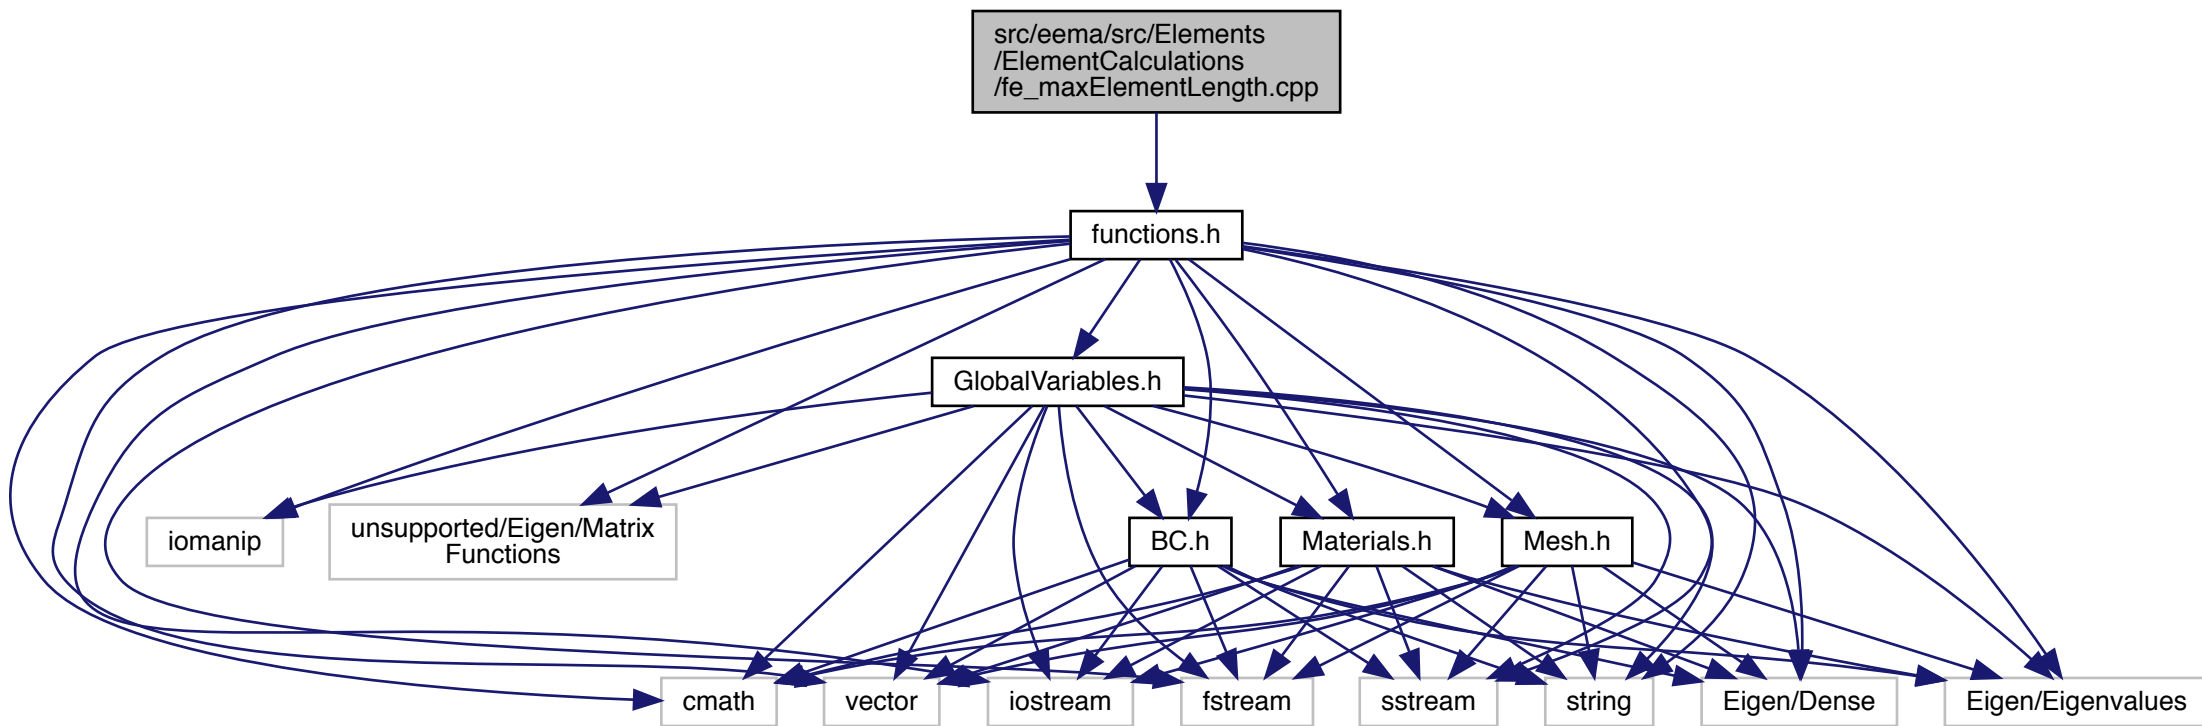 src/eema/src/Elements
/ElementCalculations
/fe_maxElementLength.cpp
functions.h
GlobalVariables.h
iomanip
unsupported/Eigen/Matrix
Functions
BC.h
Materials.h
Mesh.h
cmath
vector
iostream
fstream
sstream
string
Eigen/Dense
Eigen/Eigenvalues